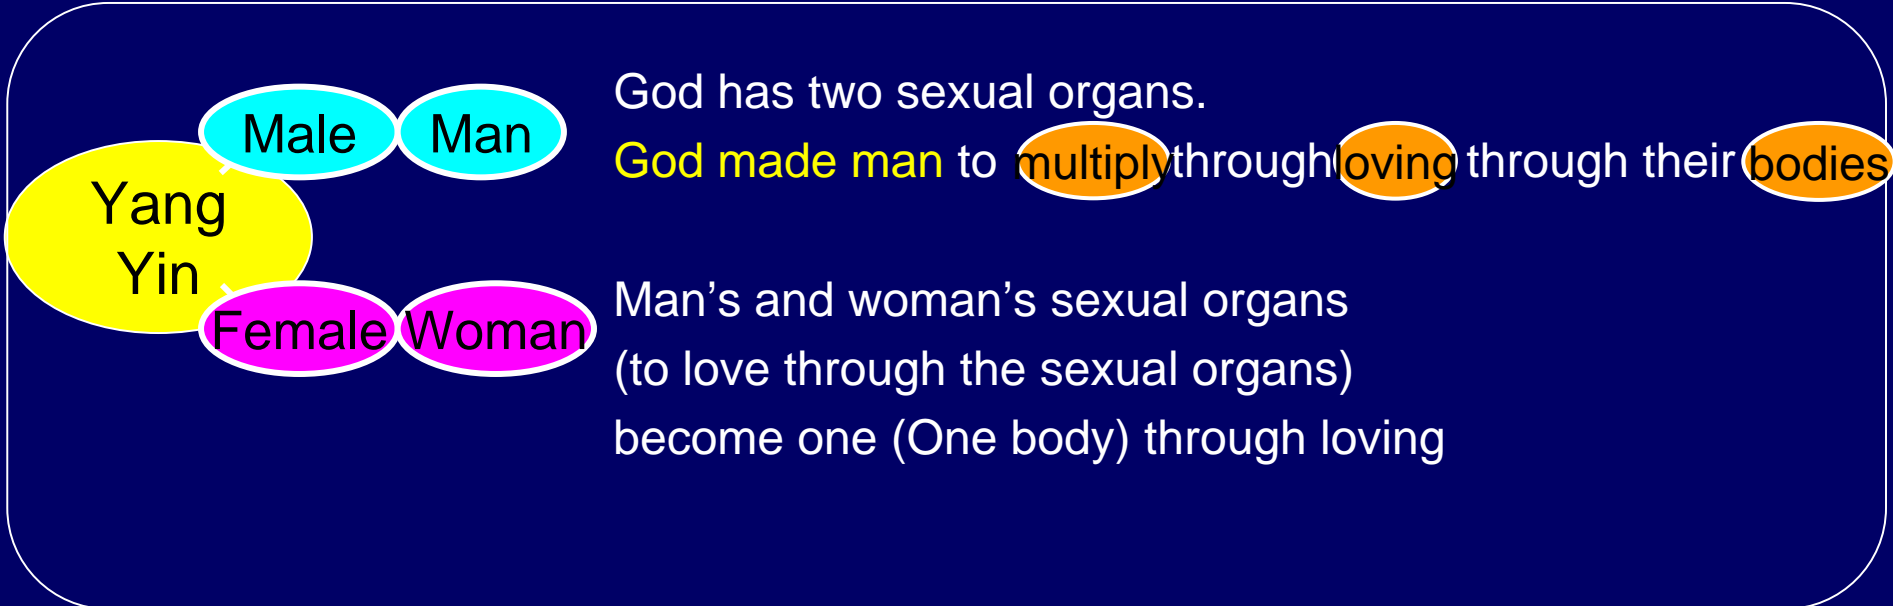 Male Man
Yang
Yin
Female Woman
God has two sexual organs.
God made man to multiply through loving through their bodies
Man’s and woman’s sexual organs
(to love through the sexual organs)
become one (One body) through loving